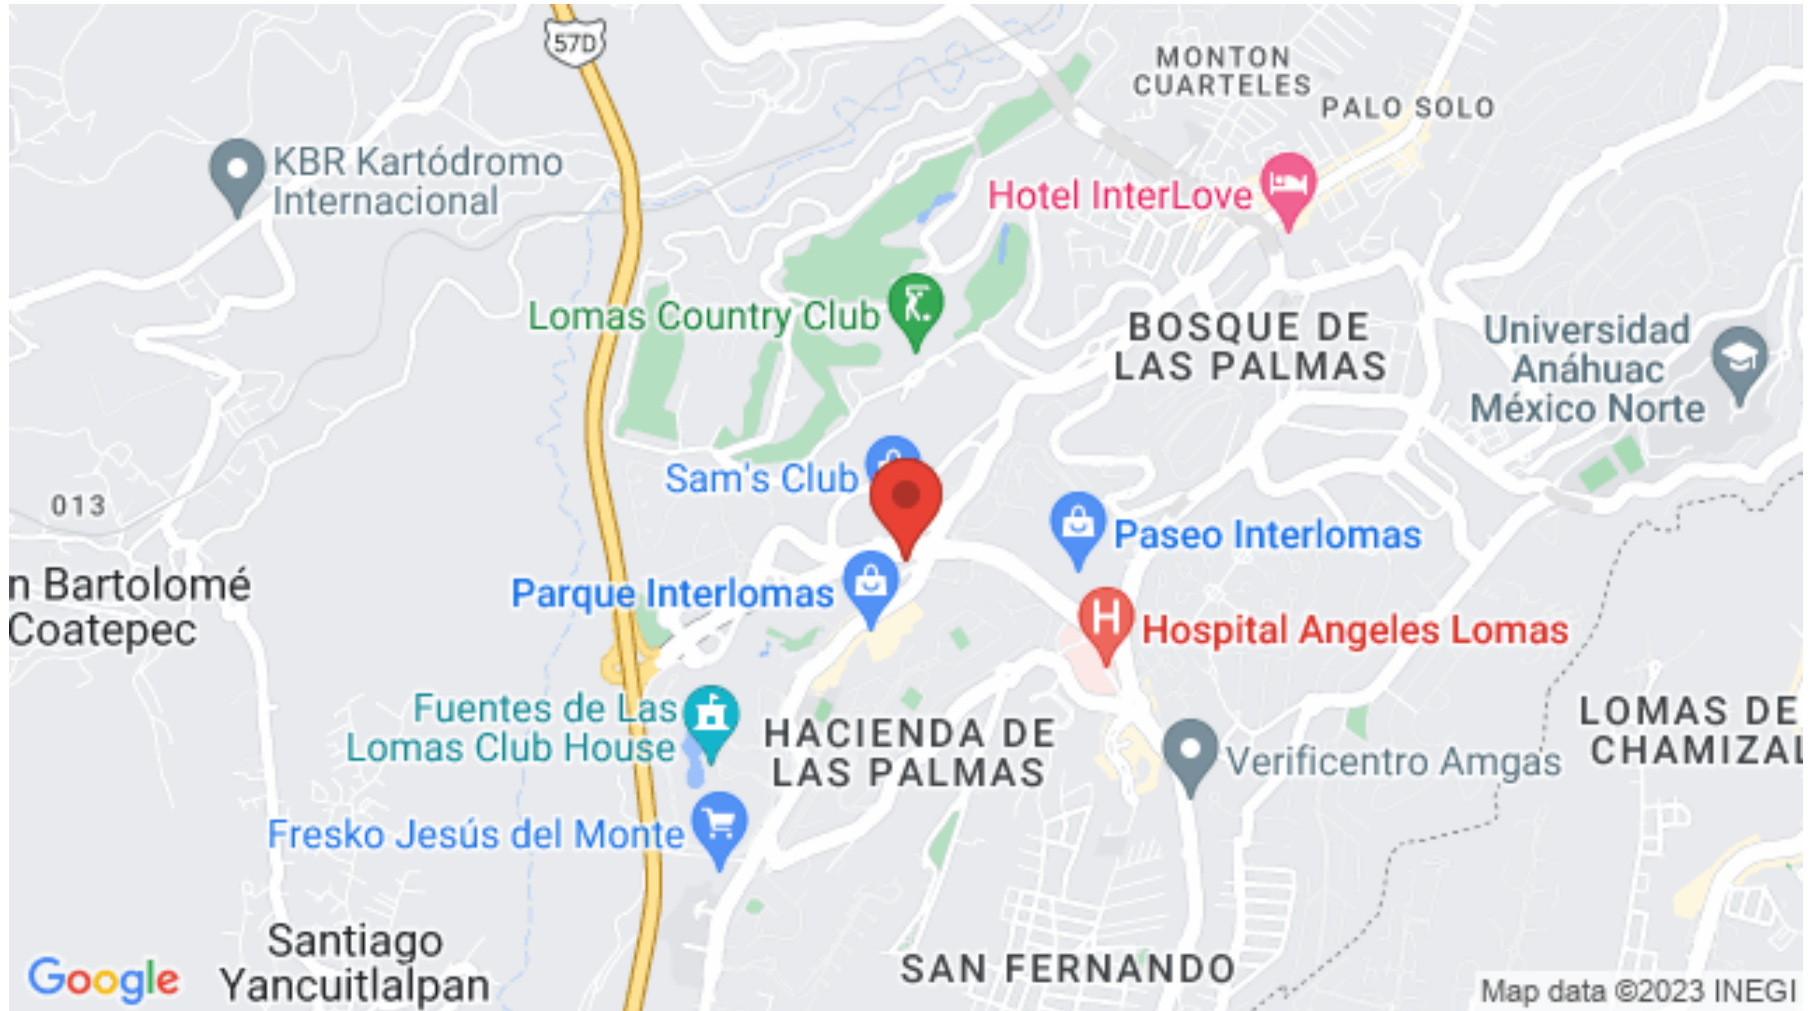 57D
MONTON
CUARTELES
PALO SOLO
KBR Kartódromo
Internacional
Hotel InterLove
Lomas Country Club
BOSQUE DE
LAS PALMAS
Universidad
Anáhuac
México Norte
Sam's Club
013
Paseo Interlomas
n Bartolomé
Coatepec
Parque Interlomas
Hospital Angeles Lomas
Fuentes de Las
Lomas Club House
HACIENDA DE
LAS PALMAS
LOMAS DE
CHAMIZAL
Verificentro Amgas
Fresko Jesús del Monte
Santiago
Yancuitlalpan
SAN FERNANDO
Google
Map data ©2023 INEGI